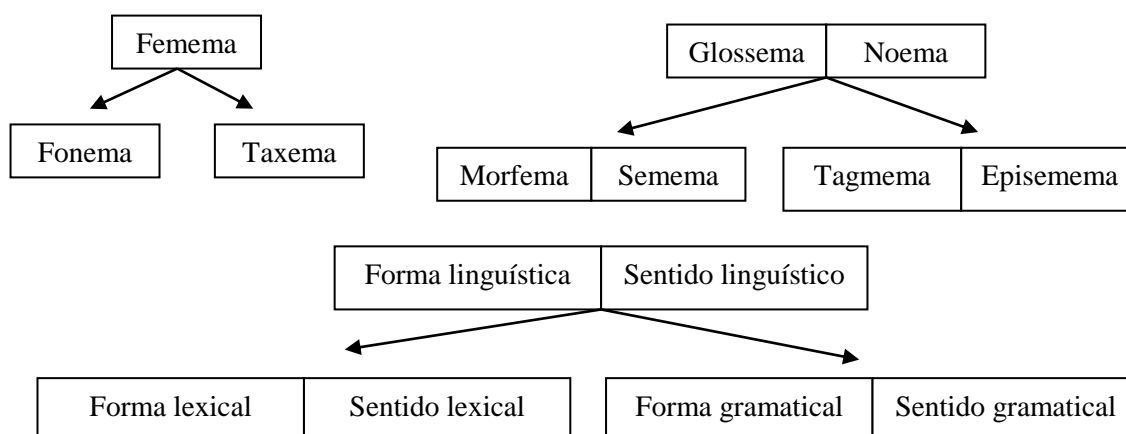 Femema
Glossema Noema
Fonema Taxema
Morfema Semema Tagmema Episemema
Forma linguística Sentido linguístico
Forma lexical Sentido lexical Forma gramatical Sentido gramatical